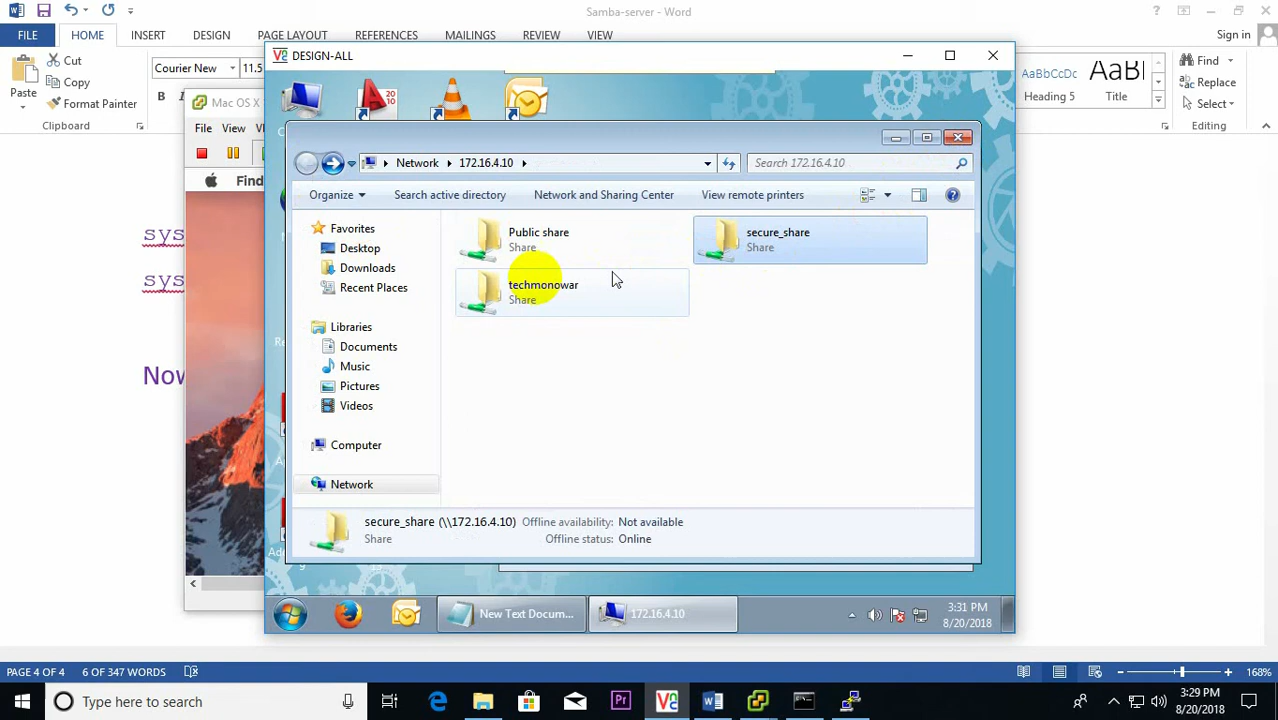 Samba-server - Word
? Sign in
FILE HOME INSERT DESIGN PAGE LAYOUT REFERENCES MAILINGS REVIEW VIEW
Cut
Copy
Format Painter
Paste
Clipboard
Courier New 11.5
B
AaBbCcDc
Heading 5
Title
Find
Replace
Select
Editing
Mac OS X
File View
Find
sys
sys
Now
DESIGN-ALL
Network 172.16.4.10
Search 172.16.4.10
Organize Search active directory Network and Sharing Center View remote printers
Favorites
Desktop
Downloads
Recent Places
Libraries
Documents
Music
Pictures
Videos
Computer
Network
Public share
Share
secure_share
Share
techmonowar
Share
secure_share (\\172.16.4.10) Offline availability: Not available
Share Offline status: Online
New Text Docum...
172.16.4.10
3:31 PM
8/20/2018
PAGE 4 OF 4 6 OF 347 WORDS
168%
Type here to search
3:29 PM
8/20/2018